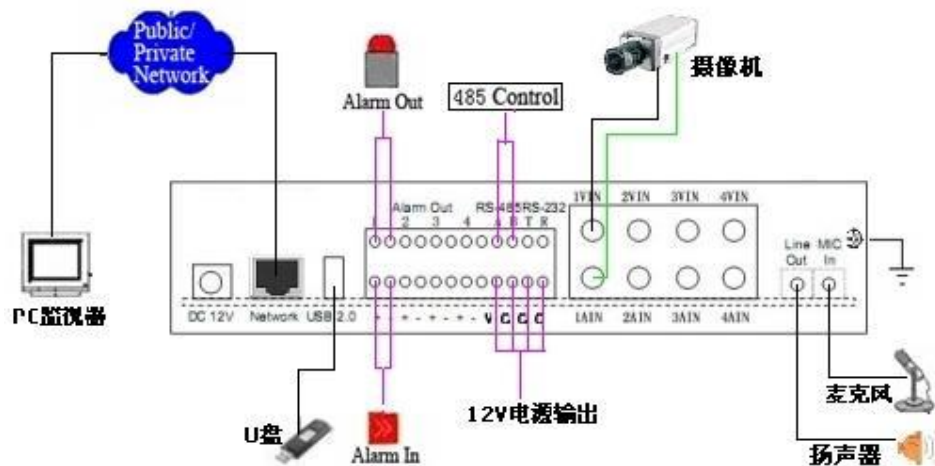 Public/
Private
Network
Alarm Out
485 Control
摄像机
Alarm Out
RS-485RS-232
1 2 3 4 A B T R
1VIN 2VIN 3VIN 4VIN
Line MIC
Out In
DC 12V Network USB 2.0
- + - + - + - V G G G
1AIN 2AIN 3AIN 4AIN
PC监视器
U盘
Alarm In
12V电源输出
麦克风
扬声器